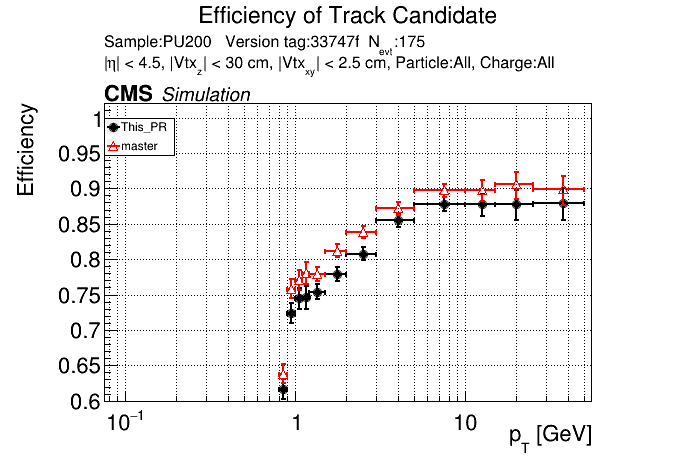 Efficiency of Track Candidate
Sample:PU200 Version tag:33747f N_evt:175
|η| < 4.5, |Vtx_z| < 30 cm, |Vtx_xy| < 2.5 cm, Particle:All, Charge:All
CMS Simulation
Efficiency
1
This_PR
master
0.95
0.9
0.85
0.8
0.75
0.7
0.65
0.6
10⁻¹ 1 10
p_T [GeV]